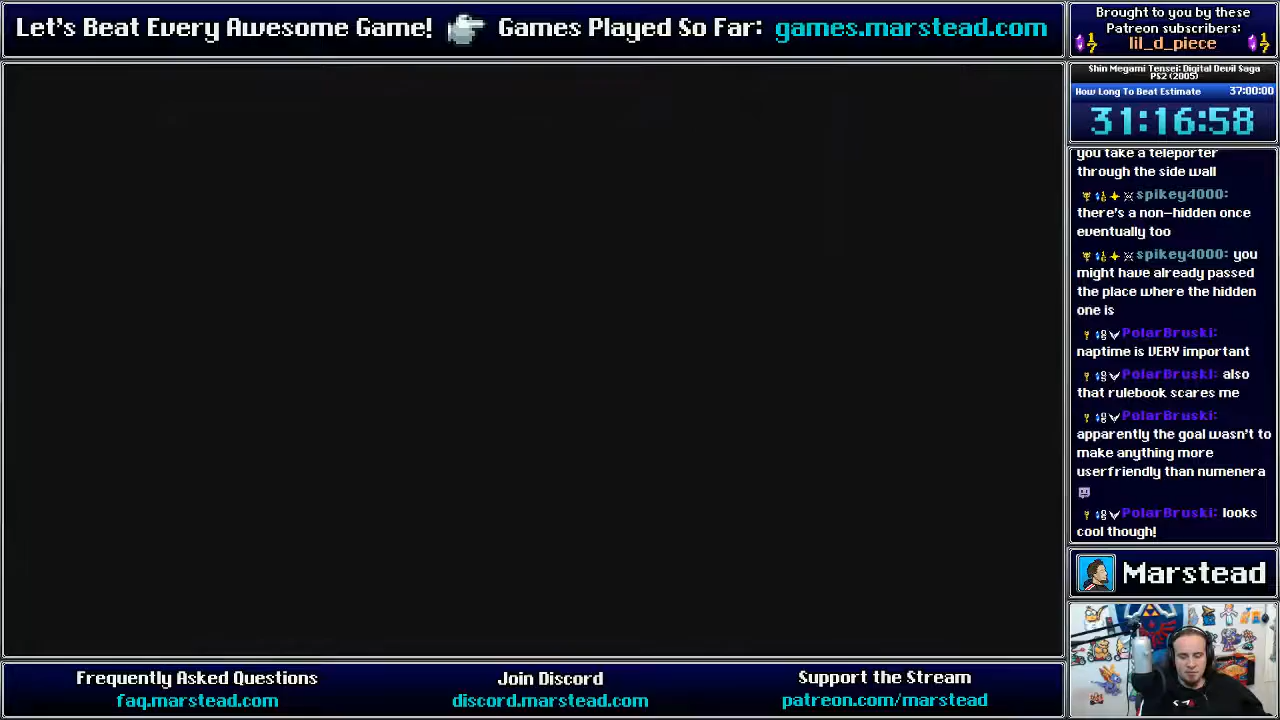 Let's Beat Every Awesome Game!
Games Played So Far: games.marstead.com
Brought to you by these
Patreon subscribers:
lil_d_piece
Shin Megami Tensei: Digital Devil Saga
PS2 (2005)
How Long To Beat Estimate 37:00:00
31:16:58
you take a teleporter
through the side wall
spikey4000:
there's a non-hidden once
eventually too
spikey4000: you
might have already passed
the place where the hidden
one is
PolarBruski:
naptime is VERY important
PolarBruski: also
that rulebook scares me
PolarBruski:
apparently the goal wasn't to
make anything more
userfriendly than numenera
PolarBruski: looks
cool though!
Marstead
Frequently Asked Questions
faq.marstead.com
Join Discord
discord.marstead.com
Support the Stream
patreon.com/marstead